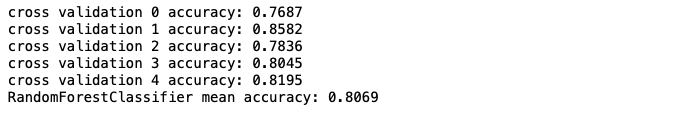 cross validation 0 accuracy: 0.7687
cross validation 1 accuracy: 0.8582
cross validation 2 accuracy: 0.7836
cross validation 3 accuracy: 0.8045
cross validation 4 accuracy: 0.8195
RandomForestClassifier mean accuracy: 0.8069